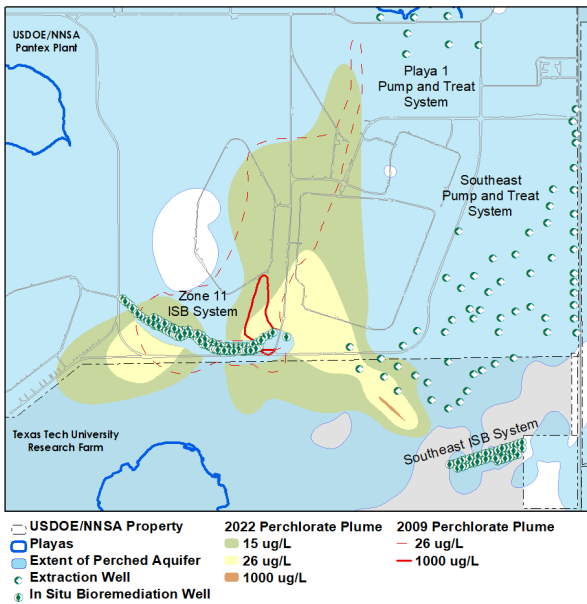 USDOE/NNSA
Pantex Plant
Playa 1
Pump and Treat
System
Southeast
Pump and Treat
System
Zone 11
ISB System
Texas Tech University
Research Farm
Southeast ISB System
USDOE/NNSA Property
Playas
Extent of Perched Aquifer
Extraction Well
In Situ Bioremediation Well
2022 Perchlorate Plume
15 ug/L
26 ug/L
1000 ug/L
2009 Perchlorate Plume
26 ug/L
1000 ug/L